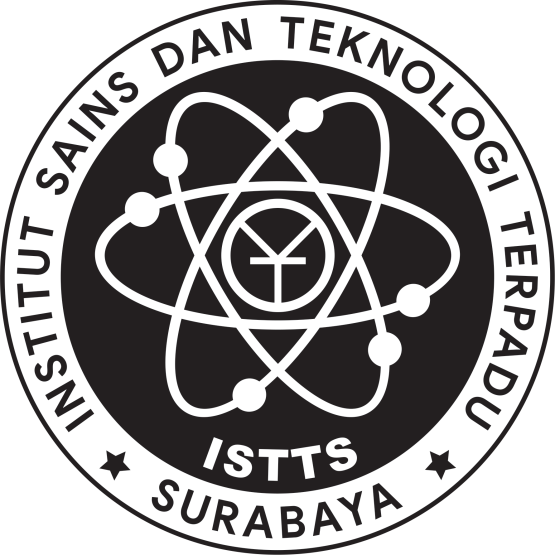 INSTITUT SAINS DAN TEKNOLOGI TERPADU
ISTTS
SURABAYA